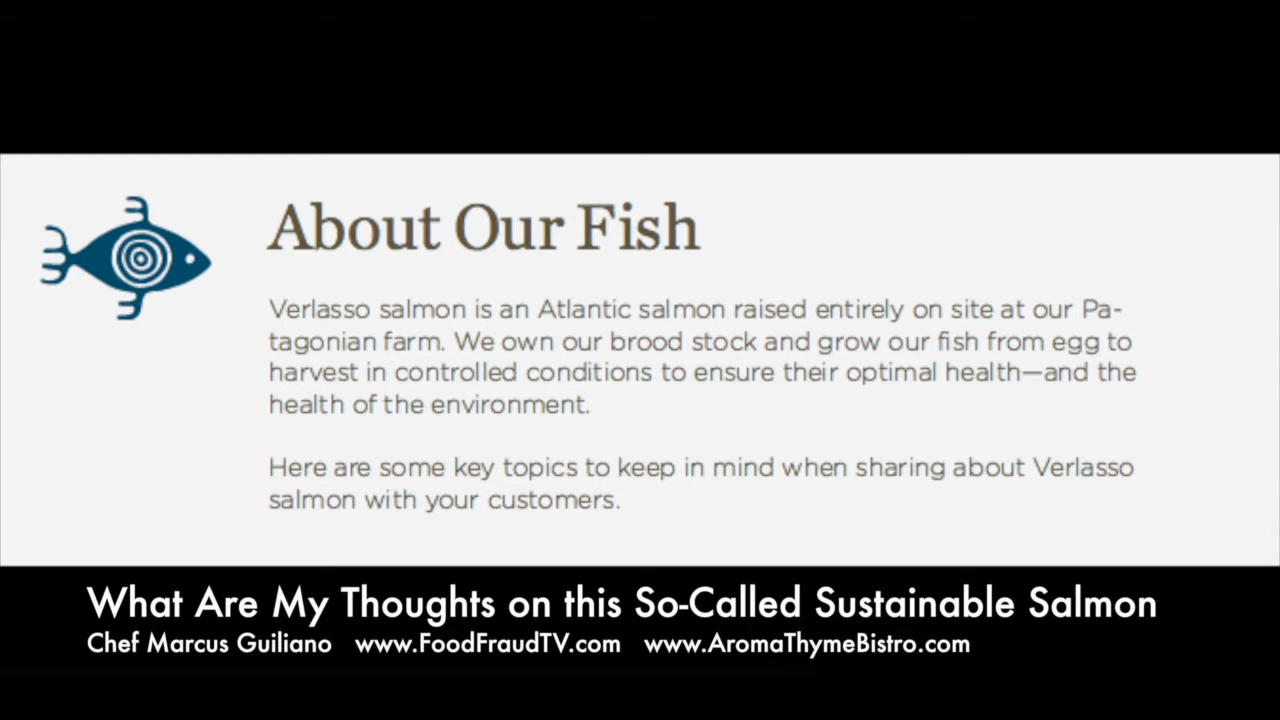 About Our Fish
Verlasso salmon is an Atlantic salmon raised entirely on site at our Pa-
tagonian farm. We own our brood stock and grow our fish from egg to
harvest in controlled conditions to ensure their optimal health—and the
health of the environment.
Here are some key topics to keep in mind when sharing about Verlasso
salmon with your customers.
What Are My Thoughts on this So-Called Sustainable Salmon
Chef Marcus Guiliano www.FoodFraudTV.com www.AromaThymeBistro.com